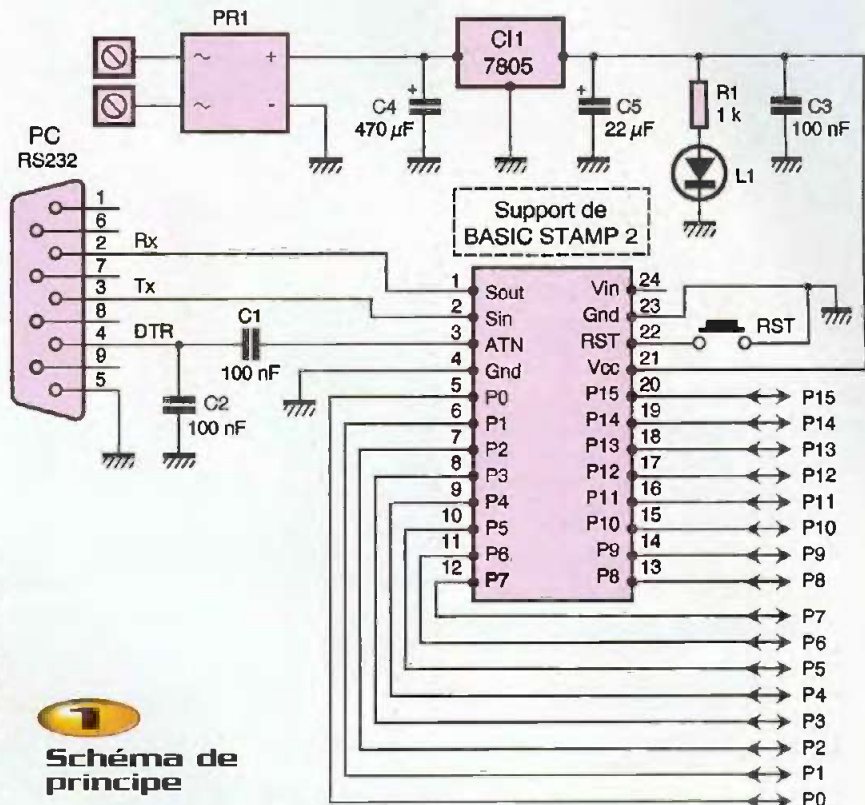 PR1
~ +
~ -
CI1
7805
C4
470 µF
+
C5
22 µF
+
R1
1 k
L1
C3
100 nF
PC
RS232
1
6
2 Rx
7
3 Tx
8
4 DTR
9
5
C1
100 nF
C2
100 nF
Support de
BASIC STAMP 2
1 Sout Vin 24
2 Sin Gnd 23
3 ATN RST 22 RST
4 Gnd Vcc 21
5 P0 P15 20 P15
6 P1 P14 19 P14
7 P2 P13 18 P13
8 P3 P12 17 P12
9 P4 P11 16 P11
10 P5 P10 15 P10
11 P6 P9 14 P9
12 P7 P8 13 P8
P7
P6
P5
P4
P3
P2
P1
P0
1
Schéma de
principe